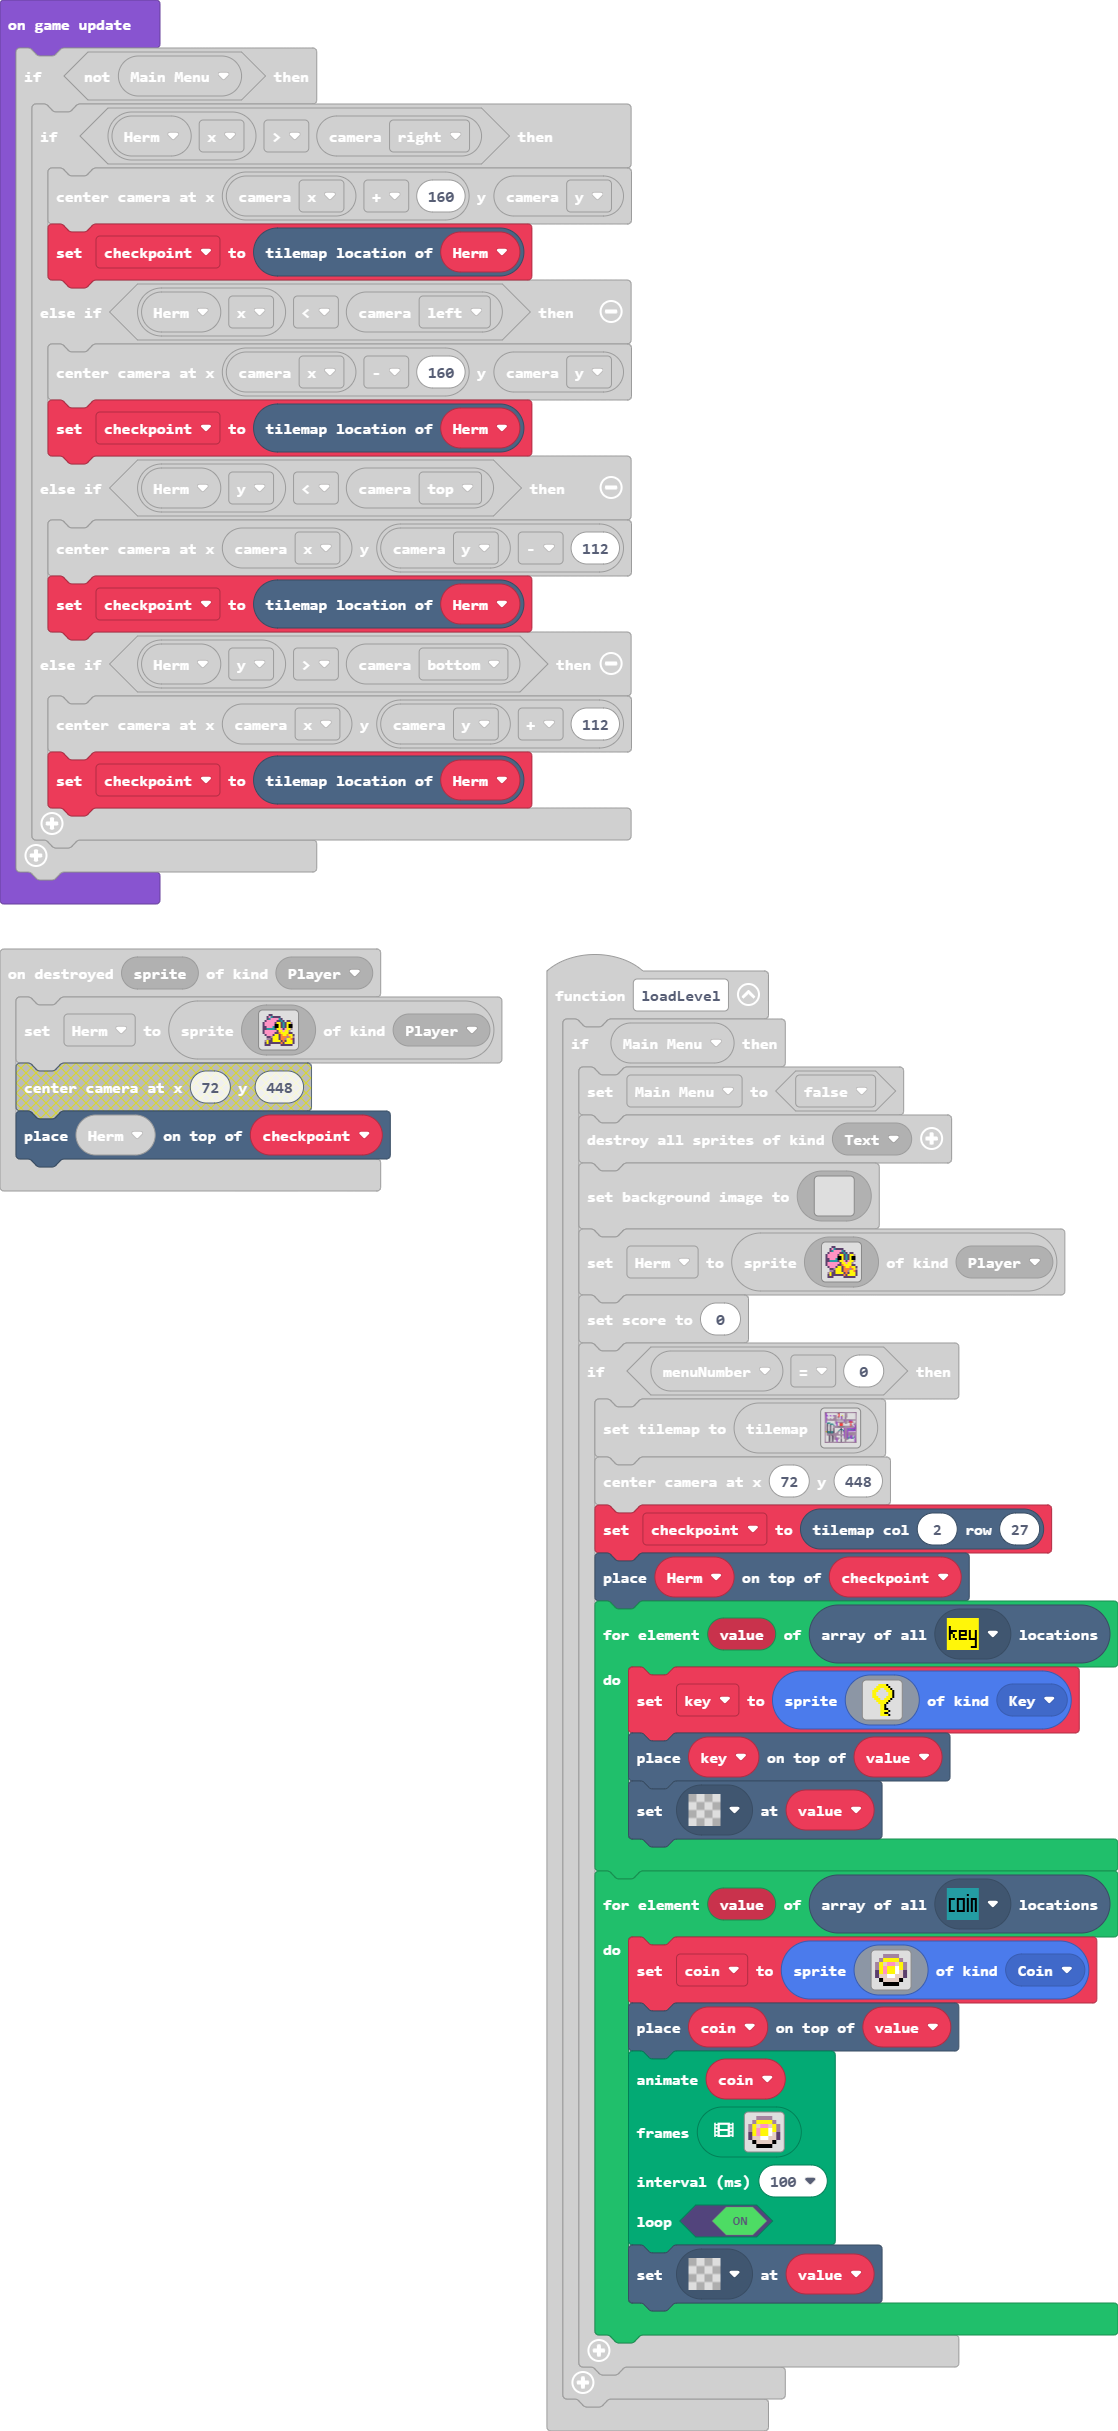 on game update
if not Main Menu then
if Herm x > camera right then
center camera at x camera x + 160 y camera y
set checkpoint to tilemap location of Herm
else if Herm x < camera left then
center camera at x camera x - 160 y camera y
set checkpoint to tilemap location of Herm
else if Herm y < camera top then
center camera at x camera x y camera y - 112
set checkpoint to tilemap location of Herm
else if Herm y > camera bottom then
center camera at x camera x y camera y + 112
set checkpoint to tilemap location of Herm
on destroyed sprite of kind Player
set Herm to sprite of kind Player
center camera at x 72 y 448
place Herm on top of checkpoint
function loadLevel
if Main Menu then
set Main Menu to false
destroy all sprites of kind Text
set background image to
set Herm to sprite of kind Player
set score to 0
if menuNumber = 0 then
set tilemap to tilemap
center camera at x 72 y 448
set checkpoint to tilemap col 2 row 27
place Herm on top of checkpoint
for element value of array of all key locations
do
set key to sprite of kind Key
place key on top of value
set at value
for element value of array of all coin locations
do
set coin to sprite of kind Coin
place coin on top of value
animate coin
frames
interval (ms) 100
loop ON
set at value